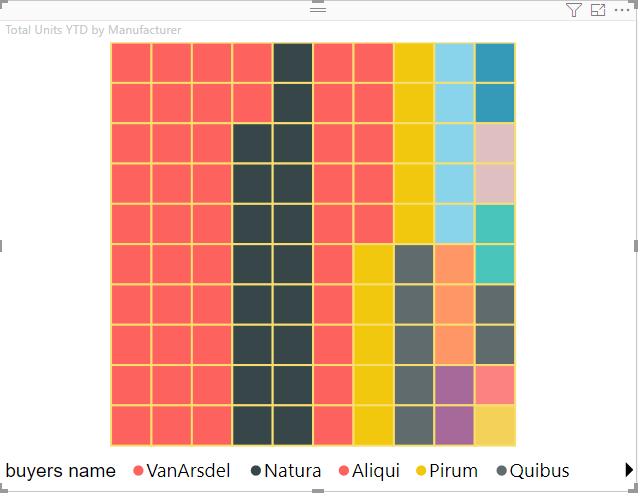 Total Units YTD by Manufacturer
buyers name VanArsdel Natura Aliqui Pirum Quibus